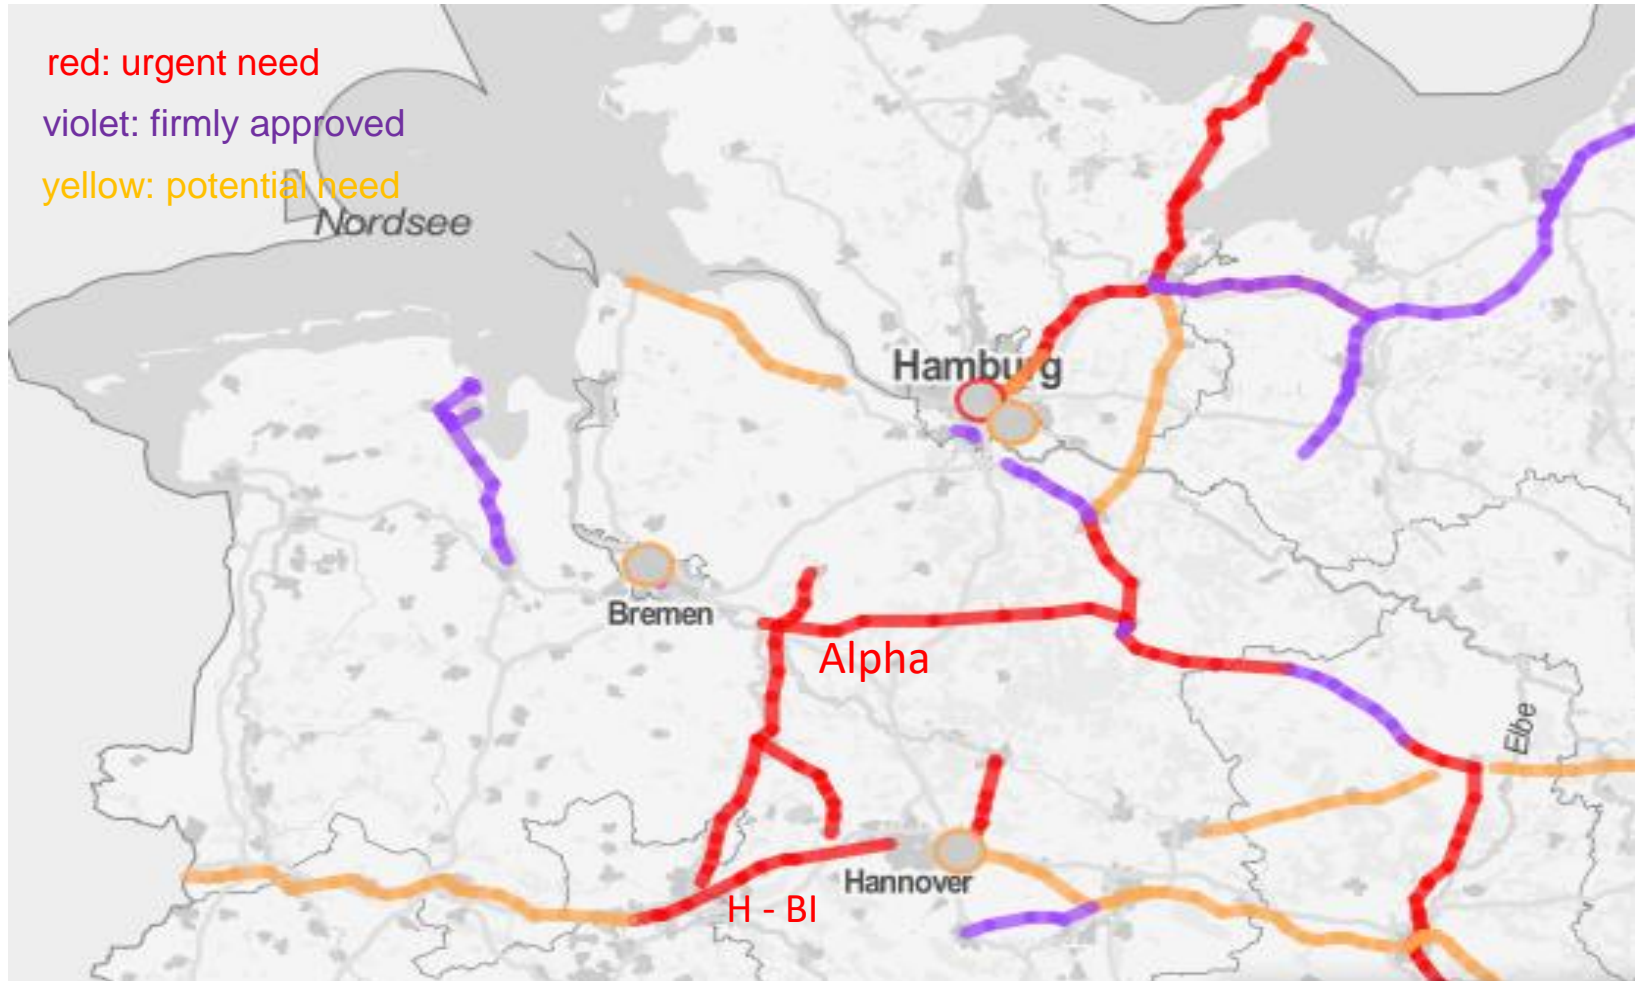 red: urgent need
violet: firmly approved
yellow: potential need
Nordsee
Hamburg
Bremen
Alpha
Elbe
Hannover
H - BI